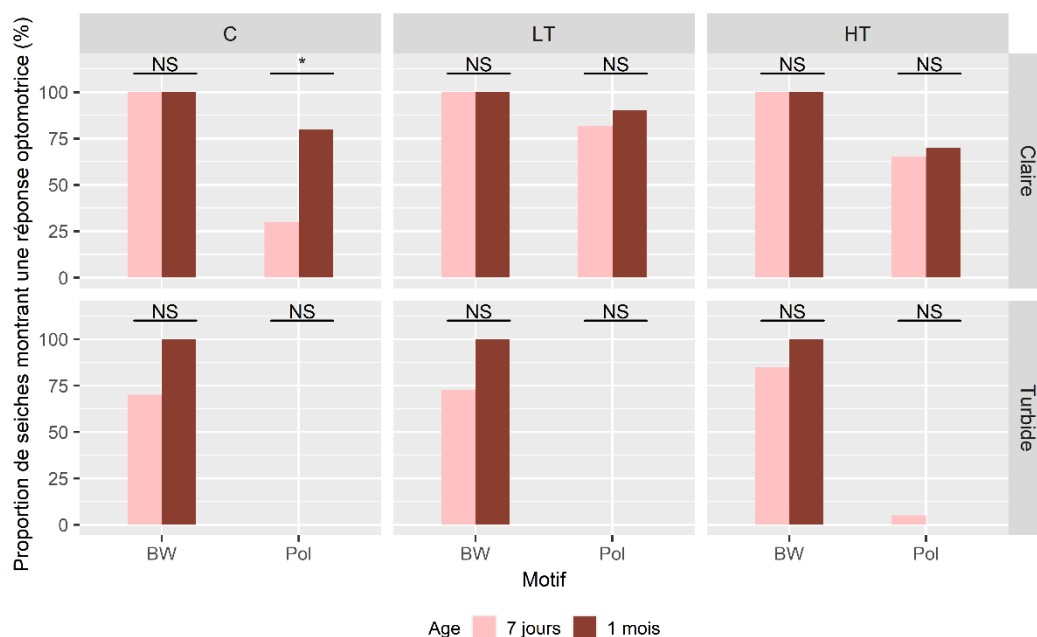 Proportion de seiches montrant une réponse optomotrice (%)
C LT HT
NS * NS NS NS NS
100
75
50
25
0
Claire
NS NS NS NS NS NS
100
75
50
25
0
Turbide
BW Pol BW Pol BW Pol
Motif
Age 7 jours 1 mois